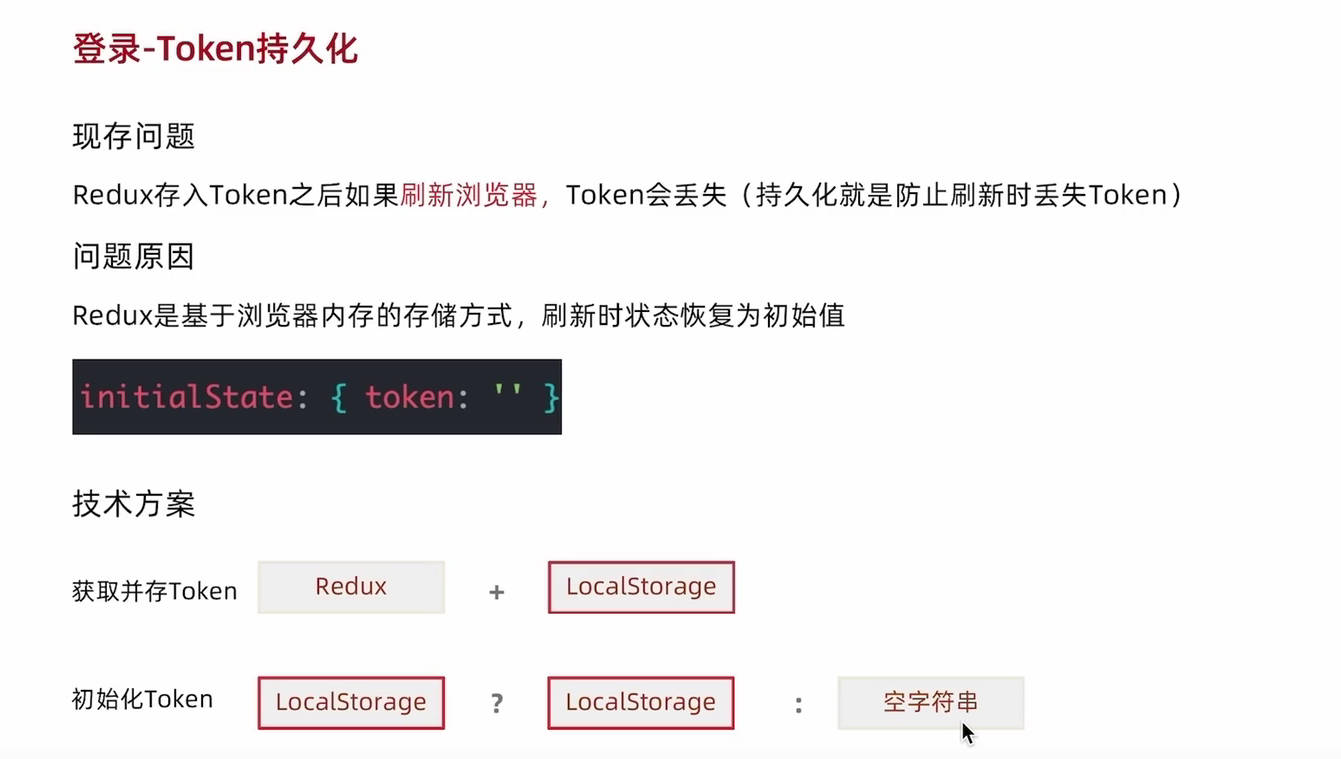 登录-Token持久化
现存问题
Redux存入Token之后如果刷新浏览器，Token会丢失（持久化就是防止刷新时丢失Token）
问题原因
Redux是基于浏览器内存的存储方式，刷新时状态恢复为初始值
initialState: { token: '' }
技术方案
获取并存Token Redux + LocalStorage
初始化Token LocalStorage ? LocalStorage : 空字符串